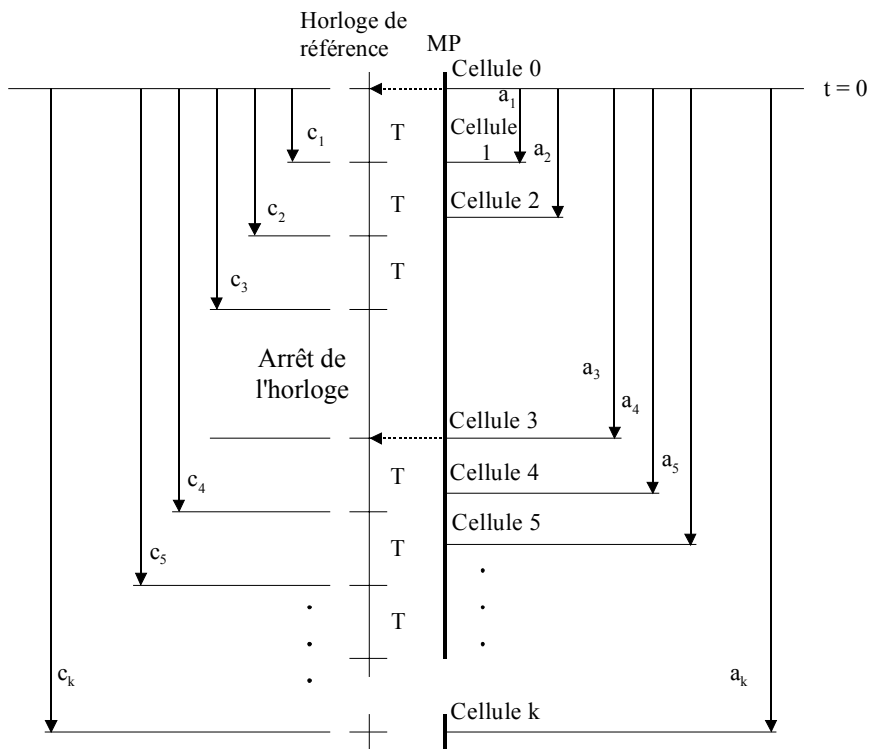 Horloge de
référence
MP
Cellule 0
t = 0
a1
c1
T
Cellule
1
a2
c2
T
Cellule 2
c3
T
Arrêt de
l'horloge
a3
a4
Cellule 3
c4
T
Cellule 4
a5
c5
T
Cellule 5
T
ck
ak
Cellule k